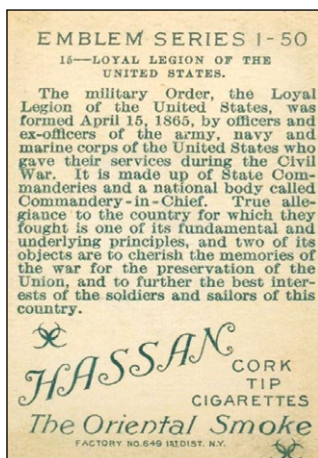 EMBLEM SERIES 1-50
15—LOYAL LEGION OF THE
UNITED STATES.
The military Order, the Loyal
Legion of the United States, was
formed April 15, 1865, by officers and
ex-officers of the army, navy and
marine corps of the United States who
gave their services during the Civil
War. It is made up of State Com-
manderies and a national body called
Commandery-in-Chief. True alle-
giance to the country for which they
fought is one of its fundamental and
underlying principles, and two of its
objects are to cherish the memories of
the war for the preservation of the
Union, and to further the best inter-
ests of the soldiers and sailors of this
country.
HASSAN
CORK
TIP
CIGARETTES
The Oriental Smoke
FACTORY NO. 649 1ST DIST. N.Y.